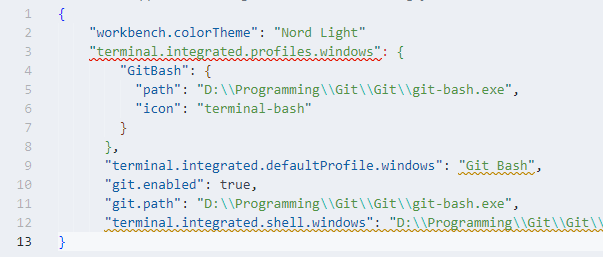 1 {
2 "workbench.colorTheme": "Nord Light"
3 "terminal.integrated.profiles.windows": {
4 "GitBash": {
5 "path": "D:\\Programming\\Git\\Git\\git-bash.exe",
6 "icon": "terminal-bash"
7 }
8 },
9 "terminal.integrated.defaultProfile.windows": "Git Bash",
10 "git.enabled": true,
11 "git.path": "D:\\Programming\\Git\\Git\\git-bash.exe",
12 "terminal.integrated.shell.windows": "D:\\Programming\\Git\\Git\\
13 }